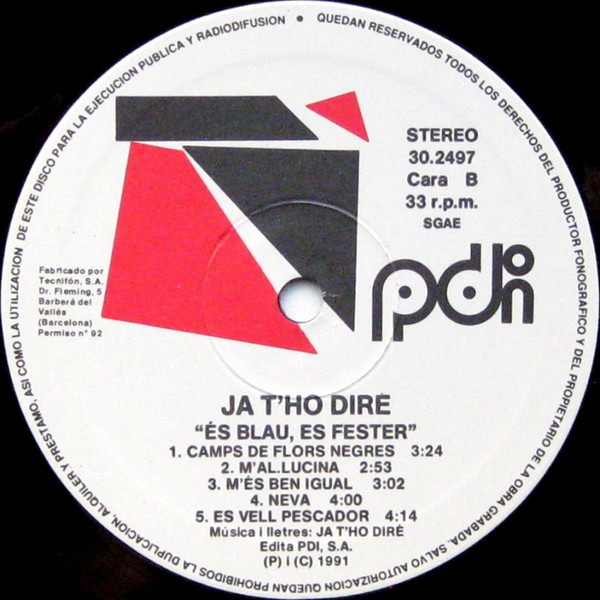 QUEDAN RESERVADOS TODOS LOS DERECHOS DEL PRODUCTOR FONOGRAFICO Y DEL PROPIETARIO DE LA OBRA GRABADA. SALVO AUTORIZACION QUEDAN PROHIBIDOS LA DUPLICACION, ALQUILER Y PRESTAMO, ASI COMO LA UTILIZACION DE ESTE DISCO PARA LA EJECUCION PUBLICA Y RADIODIFUSION ●
STEREO
30.2497
Cara B
33 r.p.m.
SGAE
pdi
Fabricado por
Tecnifón, S.A.
Dr. Fleming, 5
Barberá del
Vallés
(Barcelona)
Permiso n° 92
JA T'HO DIRÉ
"ÉS BLAU, ES FESTER"
1. CAMPS DE FLORS NEGRES 3:24
2. M'AL.LUCINA 2:53
3. M'ÉS BEN IGUAL 3:02
4. NEVA 4:00
5. ES VELL PESCADOR 4:14
Música i lletres: JA T'HO DIRÉ
Edita PDI, S.A.
(P) i (C) 1991